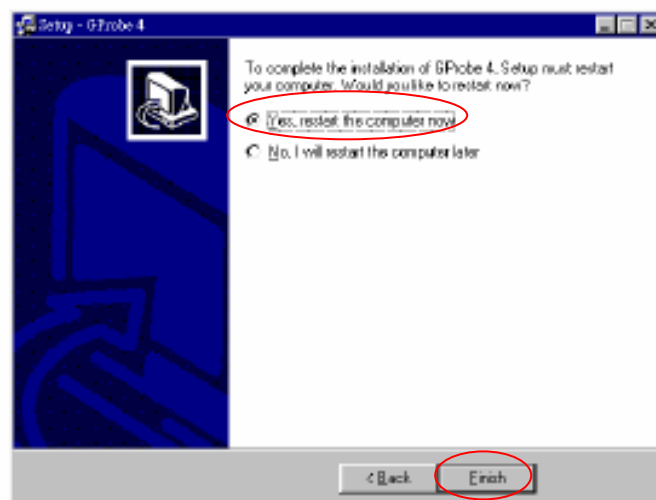 Setup - GProbe 4
To complete the installation of GProbe 4, Setup must restart
your computer. Would you like to restart now?
Yes, restart the computer now
No, I will restart the computer later
< Back
Finish